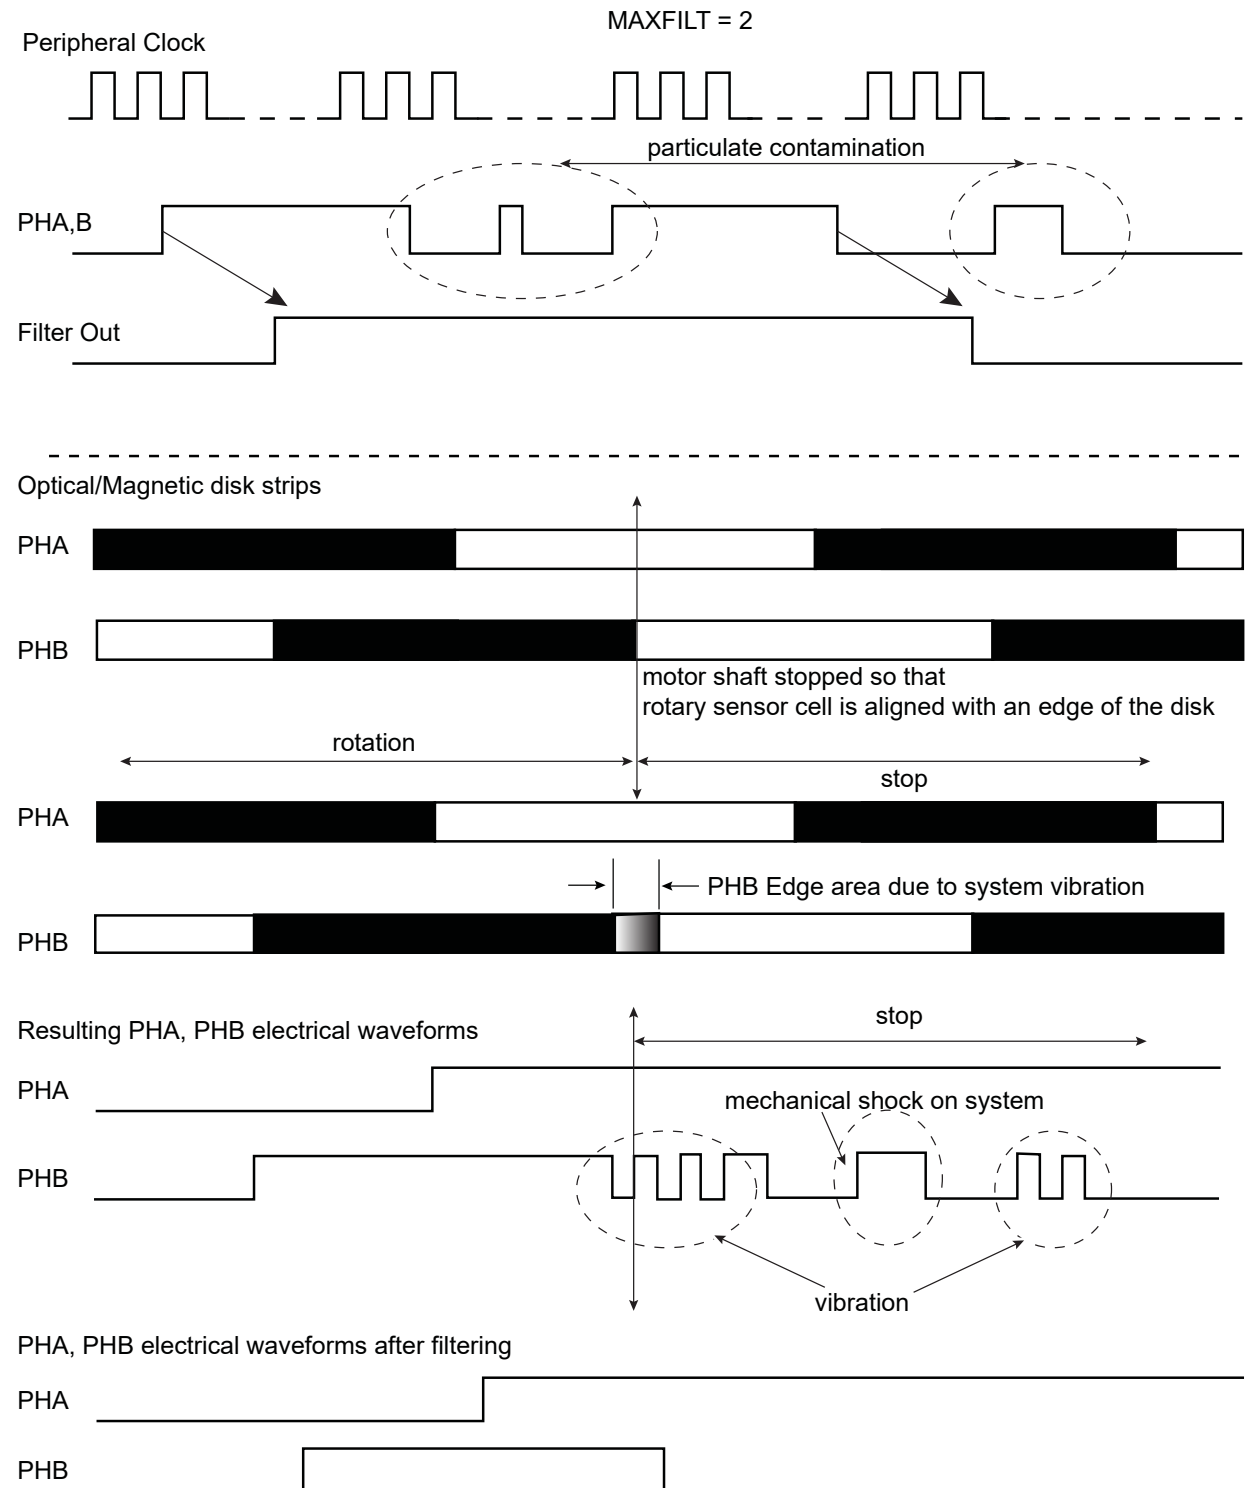 MAXFILT = 2
Peripheral Clock
particulate contamination
PHA,B
Filter Out
Optical/Magnetic disk strips
PHA
PHB
motor shaft stopped so that
rotary sensor cell is aligned with an edge of the disk
rotation
stop
PHA
PHB Edge area due to system vibration
PHB
stop
Resulting PHA, PHB electrical waveforms
PHA
mechanical shock on system
PHB
vibration
PHA, PHB electrical waveforms after filtering
PHA
PHB